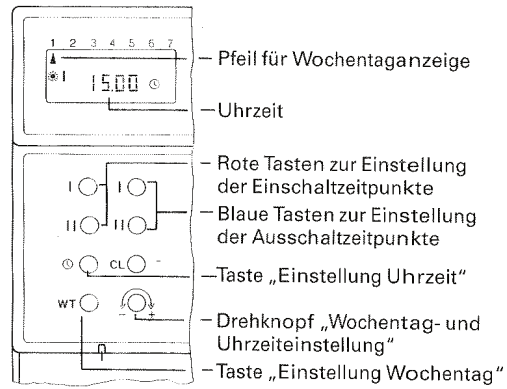 1 2 3 4 5 6 7
I 15.00
Pfeil für Wochentaganzeige
Uhrzeit
Rote Tasten zur Einstellung
der Einschaltzeitpunkte
I I
Blaue Tasten zur Einstellung
der Ausschaltzeitpunkte
II II
CL -
Taste „Einstellung Uhrzeit"
WT - +
Drehknopf „Wochentag- und
Uhrzeiteinstellung"
Taste „Einstellung Wochentag"